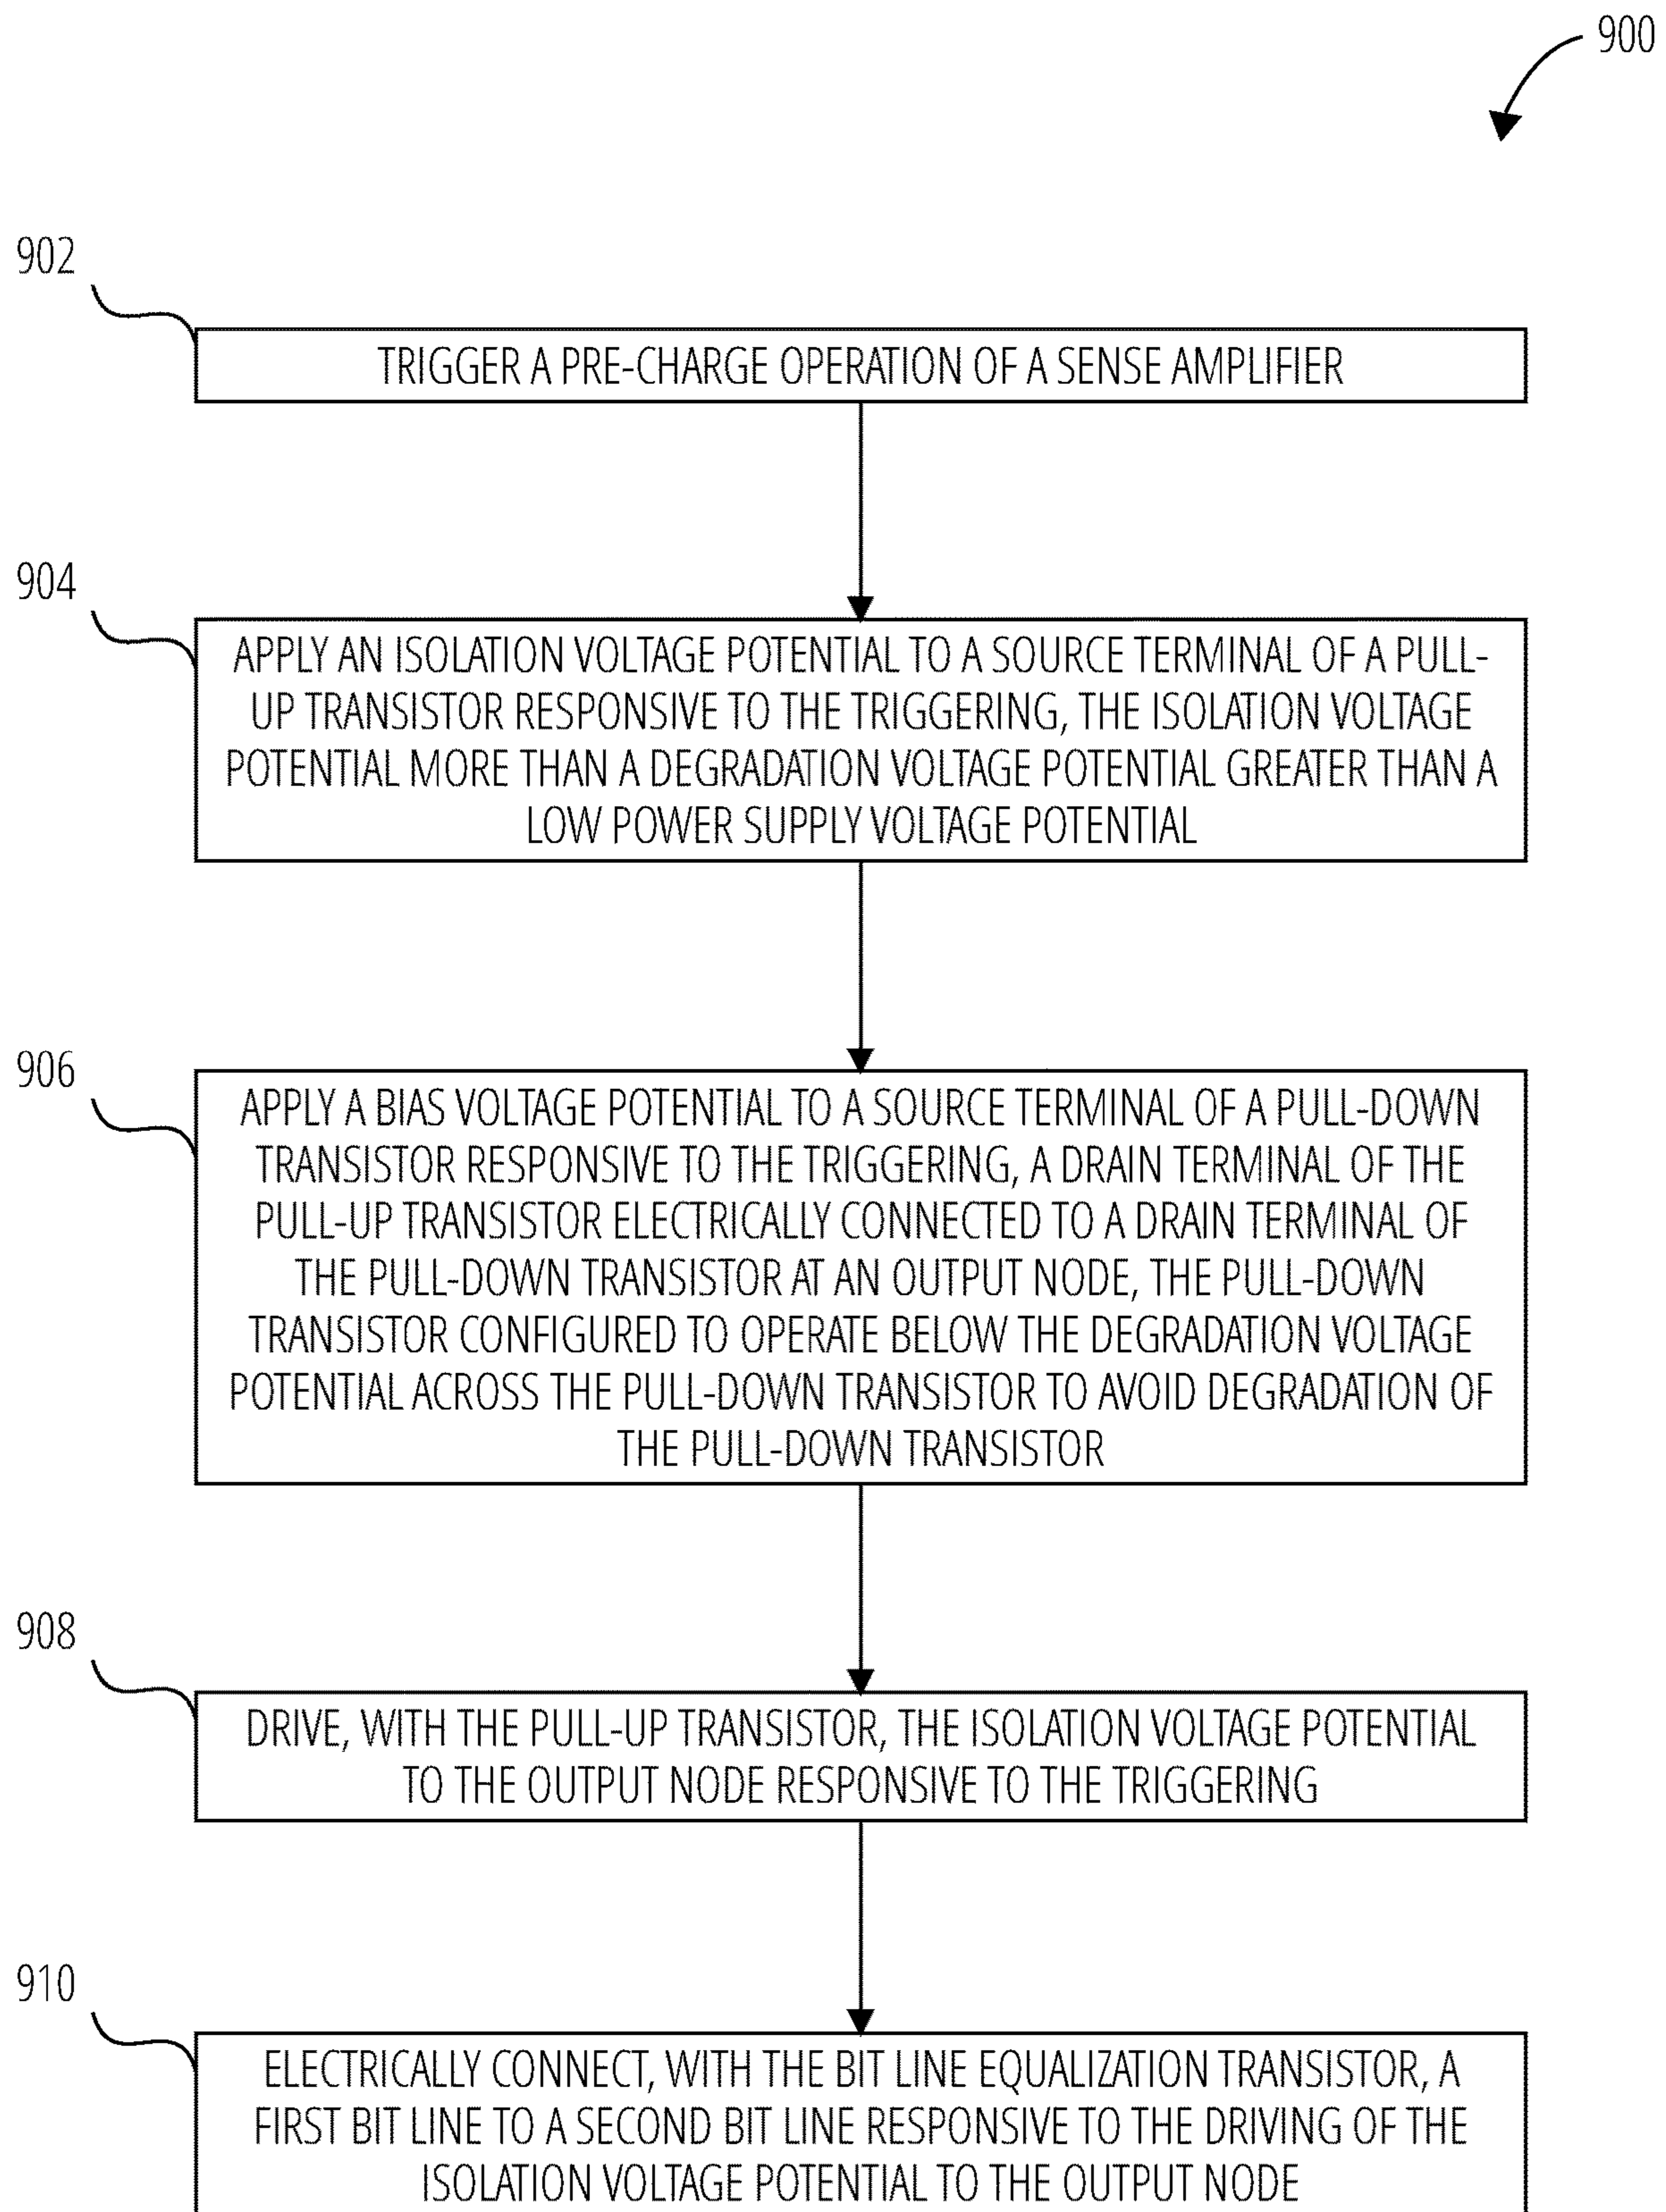 900
902
TRIGGER A PRE-CHARGE OPERATION OF A SENSE AMPLIFIER
904
APPLY AN ISOLATION VOLTAGE POTENTIAL TO A SOURCE TERMINAL OF A PULL-
UP TRANSISTOR RESPONSIVE TO THE TRIGGERING, THE ISOLATION VOLTAGE
POTENTIAL MORE THAN A DEGRADATION VOLTAGE POTENTIAL GREATER THAN A
LOW POWER SUPPLY VOLTAGE POTENTIAL
906
APPLY A BIAS VOLTAGE POTENTIAL TO A SOURCE TERMINAL OF A PULL-DOWN
TRANSISTOR RESPONSIVE TO THE TRIGGERING, A DRAIN TERMINAL OF THE
PULL-UP TRANSISTOR ELECTRICALLY CONNECTED TO A DRAIN TERMINAL OF
THE PULL-DOWN TRANSISTOR AT AN OUTPUT NODE, THE PULL-DOWN
TRANSISTOR CONFIGURED TO OPERATE BELOW THE DEGRADATION VOLTAGE
POTENTIAL ACROSS THE PULL-DOWN TRANSISTOR TO AVOID DEGRADATION OF
THE PULL-DOWN TRANSISTOR
908
DRIVE, WITH THE PULL-UP TRANSISTOR, THE ISOLATION VOLTAGE POTENTIAL
TO THE OUTPUT NODE RESPONSIVE TO THE TRIGGERING
910
ELECTRICALLY CONNECT, WITH THE BIT LINE EQUALIZATION TRANSISTOR, A
FIRST BIT LINE TO A SECOND BIT LINE RESPONSIVE TO THE DRIVING OF THE
ISOLATION VOLTAGE POTENTIAL TO THE OUTPUT NODE